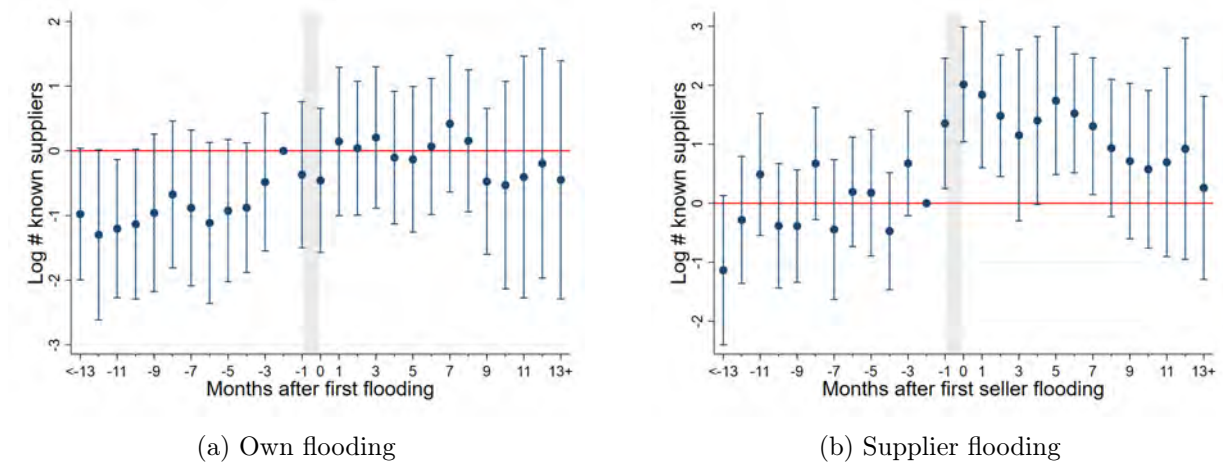 Log # known suppliers
2
1
0
-1
-2
-3
<-13 -11 -9 -7 -5 -3 -1 0 1 3 5 7 9 11 13+
Months after first flooding
(a) Own flooding
Log # known suppliers
3
2
1
0
-1
-2
<-13 -11 -9 -7 -5 -3 -1 0 1 3 5 7 9 11 13+
Months after first seller flooding
(b) Supplier flooding